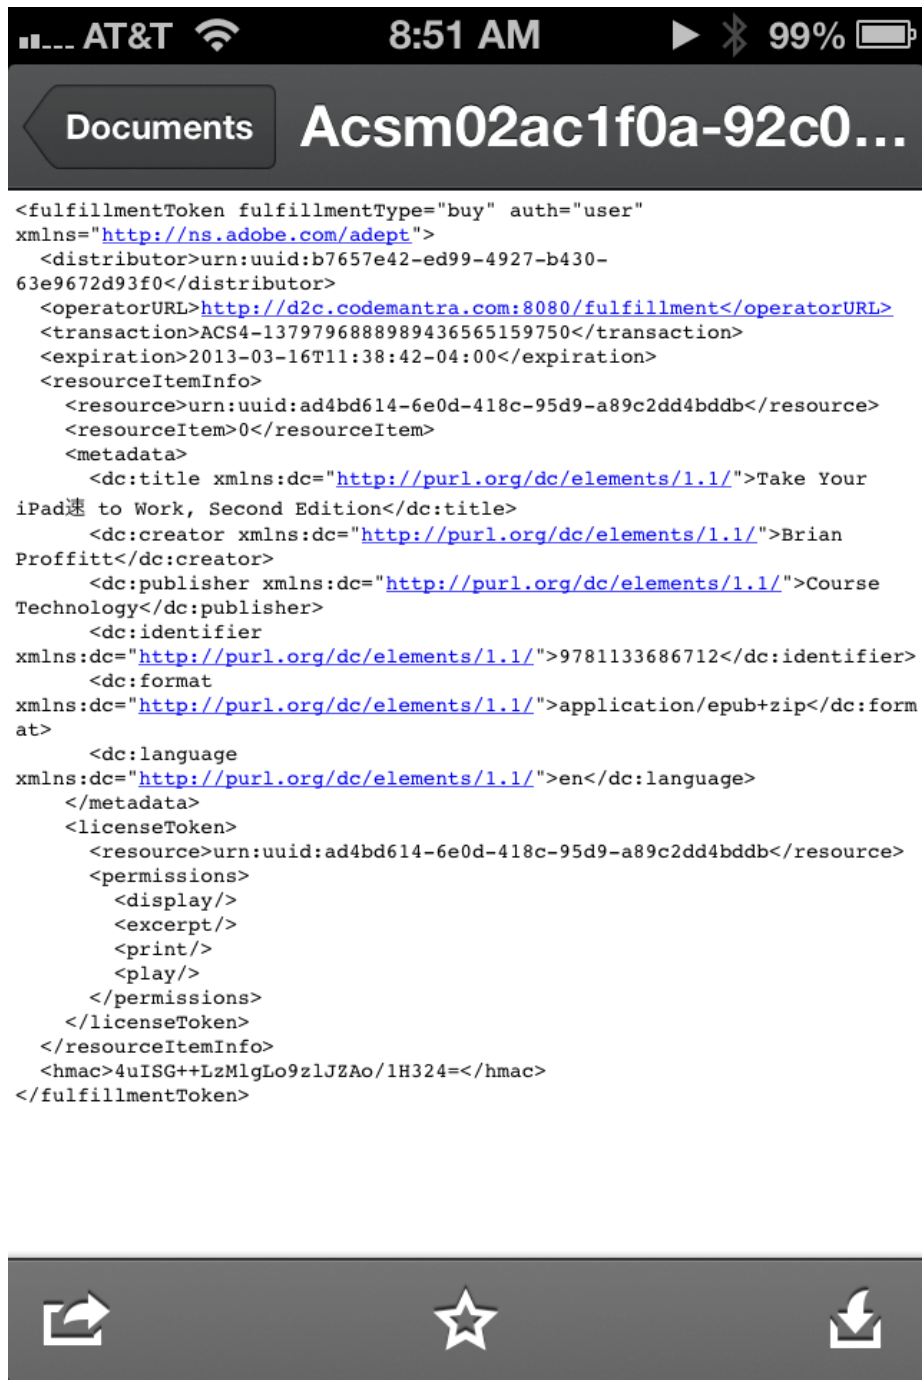 AT&T 8:51 AM 99%
Documents Acsm02ac1f0a-92c0...
<fulfillmentToken fulfillmentType="buy" auth="user"
xmlns="http://ns.adobe.com/adept">
<distributor>urn:uuid:b7657e42-ed99-4927-b430-
63e9672d93f0</distributor>
<operatorURL>http://d2c.codemantra.com:8080/fulfillment</operatorURL>
<transaction>ACS4-1379796888989436565159750</transaction>
<expiration>2013-03-16T11:38:42-04:00</expiration>
<resourceItemInfo>
<resource>urn:uuid:ad4bd614-6e0d-418c-95d9-a89c2dd4bddb</resource>
<resourceItem>0</resourceItem>
<metadata>
<dc:title xmlns:dc="http://purl.org/dc/elements/1.1/">Take Your
iPad速 to Work, Second Edition</dc:title>
<dc:creator xmlns:dc="http://purl.org/dc/elements/1.1/">Brian
Proffitt</dc:creator>
<dc:publisher xmlns:dc="http://purl.org/dc/elements/1.1/">Course
Technology</dc:publisher>
<dc:identifier
xmlns:dc="http://purl.org/dc/elements/1.1/">9781133686712</dc:identifier>
<dc:format
xmlns:dc="http://purl.org/dc/elements/1.1/">application/epub+zip</dc:form
at>
<dc:language
xmlns:dc="http://purl.org/dc/elements/1.1/">en</dc:language>
</metadata>
<licenseToken>
<resource>urn:uuid:ad4bd614-6e0d-418c-95d9-a89c2dd4bddb</resource>
<permissions>
<display/>
<excerpt/>
<print/>
<play/>
</permissions>
</licenseToken>
</resourceItemInfo>
<hmac>4uISG++LzMlgLo9zlJZAo/1H324=</hmac>
</fulfillmentToken>